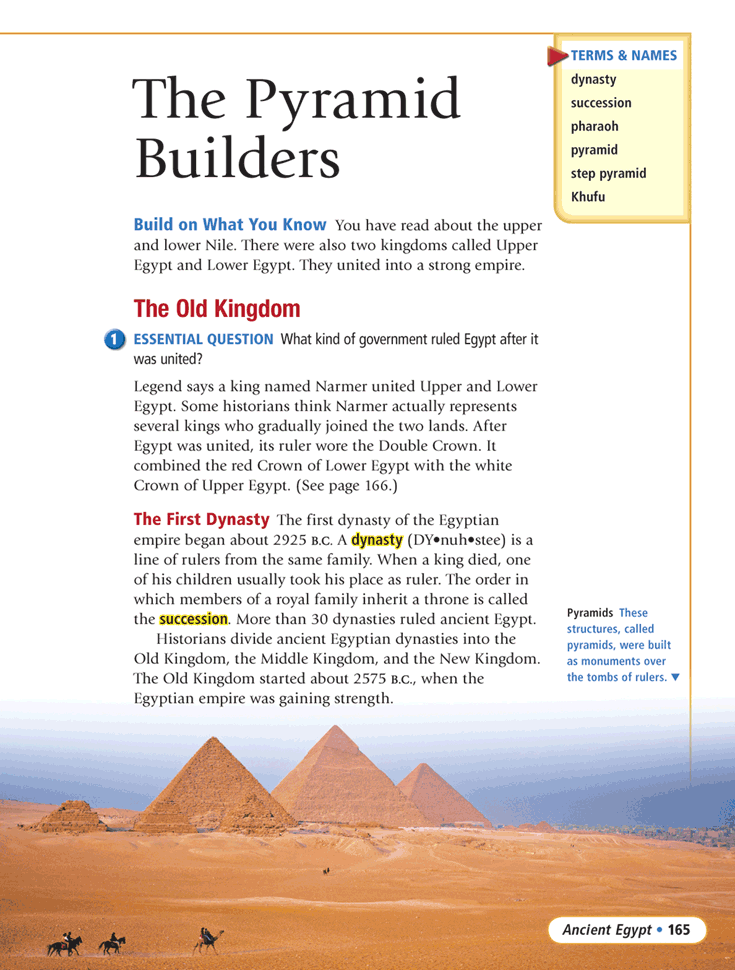 The Pyramid
Builders
TERMS & NAMES
dynasty
succession
pharaoh
pyramid
step pyramid
Khufu
Build on What You Know You have read about the upper
and lower Nile. There were also two kingdoms called Upper
Egypt and Lower Egypt. They united into a strong empire.
The Old Kingdom
1 ESSENTIAL QUESTION What kind of government ruled Egypt after it
was united?
Legend says a king named Narmer united Upper and Lower
Egypt. Some historians think Narmer actually represents
several kings who gradually joined the two lands. After
Egypt was united, its ruler wore the Double Crown. It
combined the red Crown of Lower Egypt with the white
Crown of Upper Egypt. (See page 166.)
The First Dynasty The first dynasty of the Egyptian
empire began about 2925 B.C. A dynasty (DY•nuh•stee) is a
line of rulers from the same family. When a king died, one
of his children usually took his place as ruler. The order in
which members of a royal family inherit a throne is called
the succession. More than 30 dynasties ruled ancient Egypt.
Historians divide ancient Egyptian dynasties into the
Old Kingdom, the Middle Kingdom, and the New Kingdom.
The Old Kingdom started about 2575 B.C., when the
Egyptian empire was gaining strength.
Pyramids These
structures, called
pyramids, were built
as monuments over
the tombs of rulers. ▼
Ancient Egypt • 165